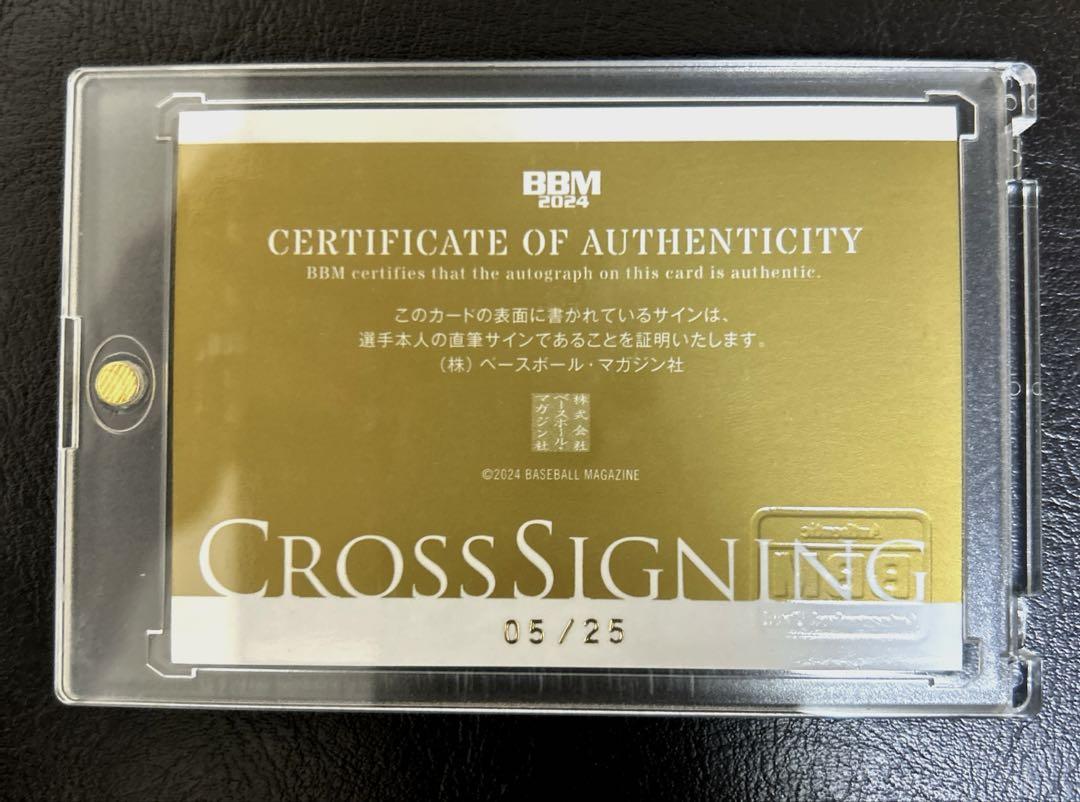 BBM
2024
CERTIFICATE OF AUTHENTICITY
BBM certifies that the autograph on this card is authentic.
このカードの表面に書かれているサインは、
選手本人の直筆サインであることを証明いたします。
(株) ベースボール・マガジン社
株式会社
ベースボール・
マガジン社
©2024 BASEBALL MAGAZINE
CROSSSIGNING
05/25
BBM